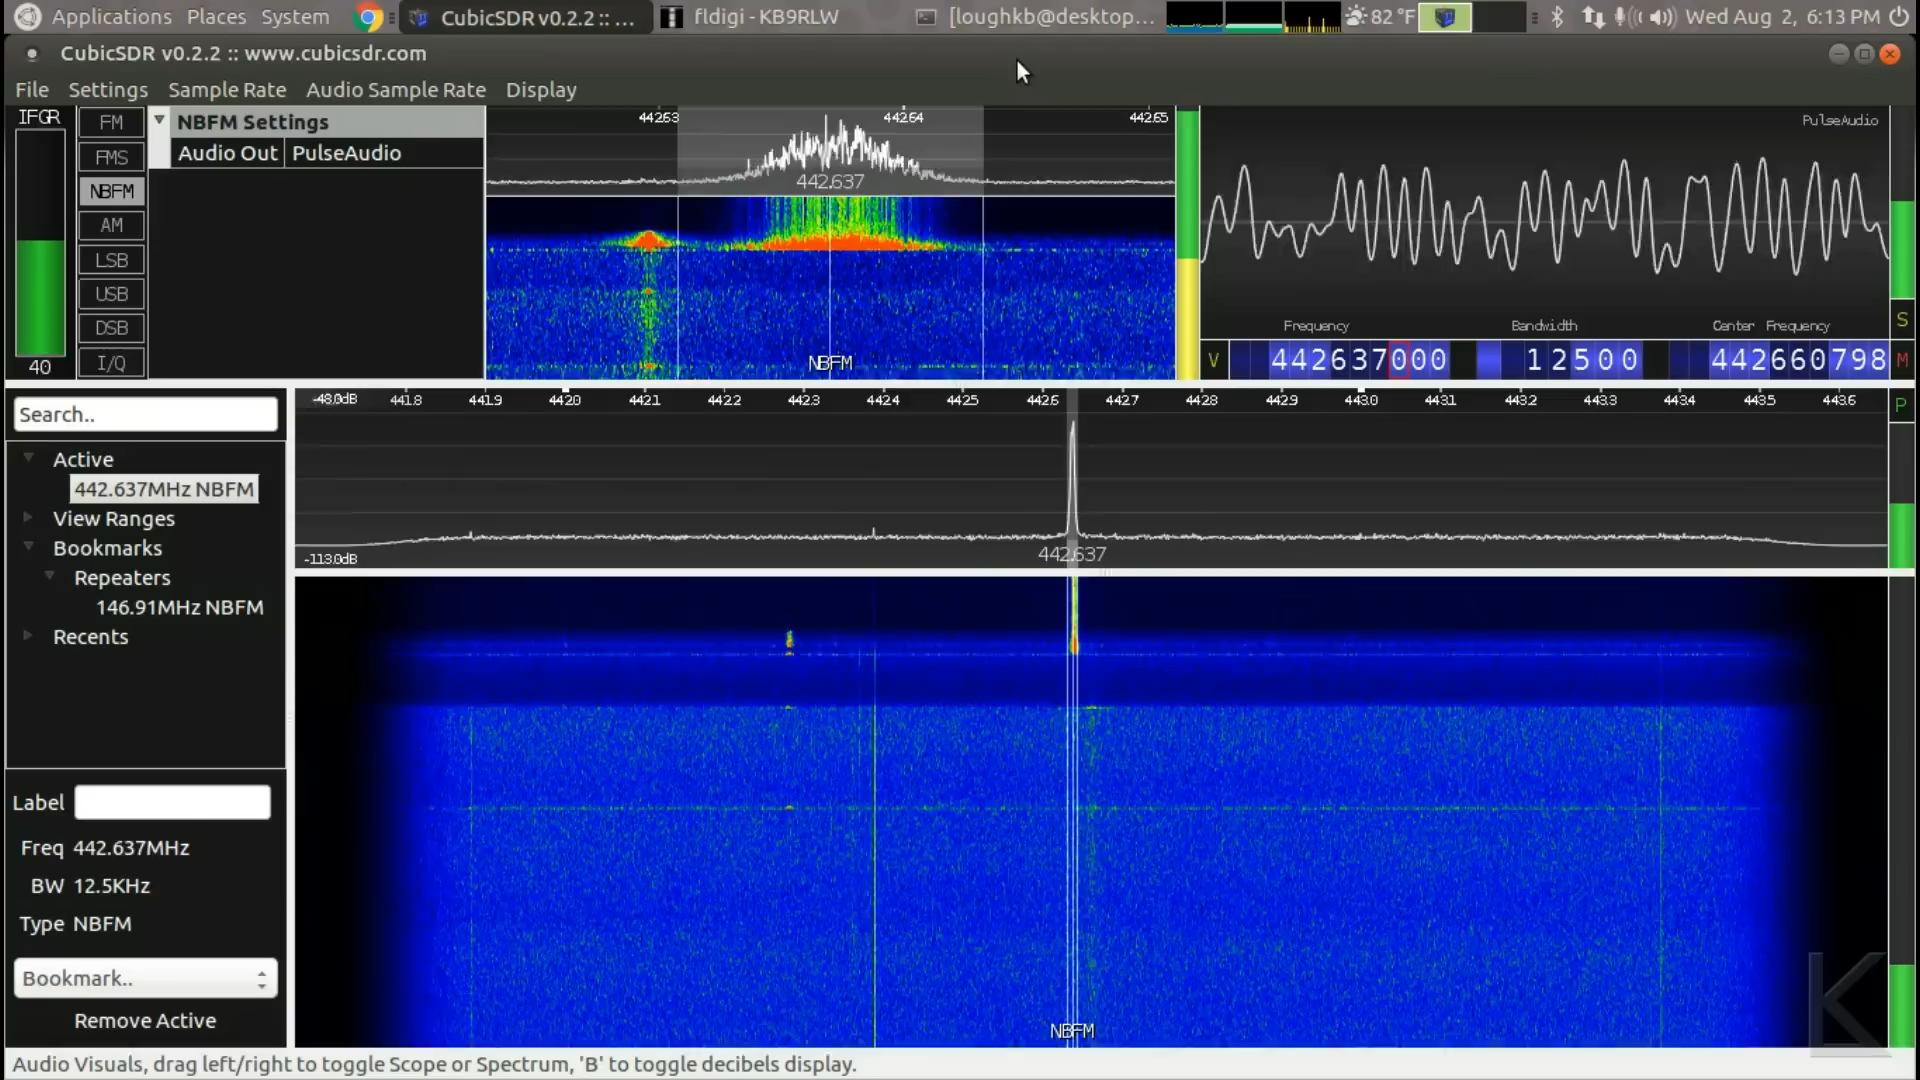 Applications Places System CubicSDR v0.2.2 :: ... fldigi - KB9RLW [loughkb@desktop... 82 °F Wed Aug 2, 6:13 PM
CubicSDR v0.2.2 :: www.cubicsdr.com
File Settings Sample Rate Audio Sample Rate Display
IFGR
40
FM
FMS
NBFM
AM
LSB
USB
DSB
I/Q
NBFM Settings
Audio Out PulseAudio
442.63 442.64 442.65
442.637
NBFM
PulseAudio
Frequency Bandwidth Center Frequency
V 442637000 12500 442660798
S
M
P
Search..
Active
442.637MHz NBFM
View Ranges
Bookmarks
Repeaters
146.91MHz NBFM
Recents
Label
Freq 442.637MHz
BW 12.5KHz
Type NBFM
Bookmark..
Remove Active
-48.0dB 441.8 441.9 442.0 442.1 442.2 442.3 442.4 442.5 442.6 442.7 442.8 442.9 443.0 443.1 443.2 443.3 443.4 443.5 443.6
-113.0dB
442.637
NBFM
K
Audio Visuals, drag left/right to toggle Scope or Spectrum, 'B' to toggle decibels display.